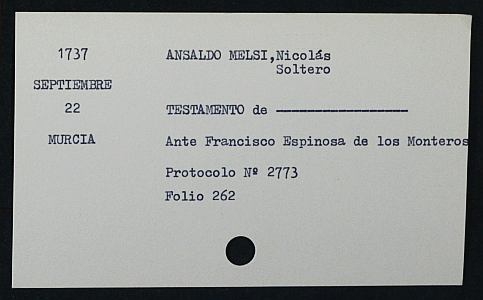 1737
SEPTIEMBRE
22
MURCIA
ANSALDO MELSI,Nicolás
Soltero
TESTAMENTO de -----------------
Ante Francisco Espinosa de los Monteros
Protocolo Nº 2773
Folio 262